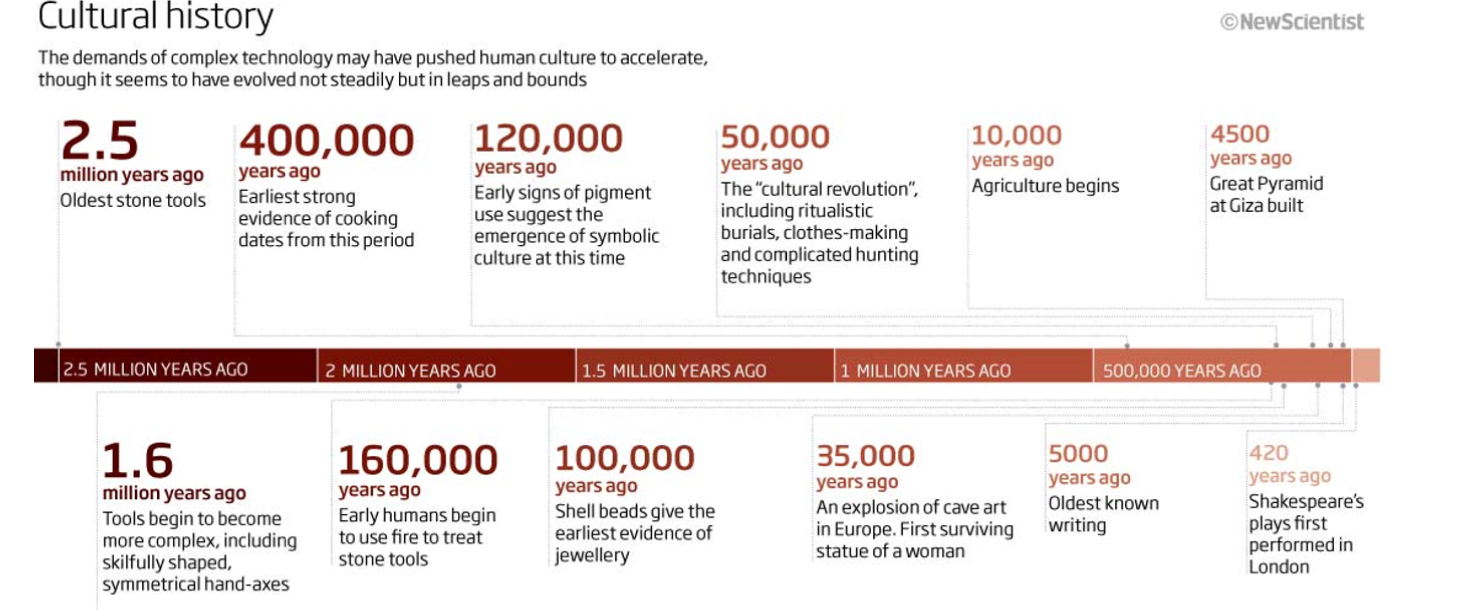 Cultural history
©NewScientist
The demands of complex technology may have pushed human culture to accelerate,
though it seems to have evolved not steadily but in leaps and bounds
2.5
million years ago
Oldest stone tools
400,000
years ago
Earliest strong
evidence of cooking
dates from this period
120,000
years ago
Early signs of pigment
use suggest the
emergence of symbolic
culture at this time
50,000
years ago
The “cultural revolution”,
including ritualistic
burials, clothes-making
and complicated hunting
techniques
10,000
years ago
Agriculture begins
4500
years ago
Great Pyramid
at Giza built
2.5 MILLION YEARS AGO
2 MILLION YEARS AGO
1.5 MILLION YEARS AGO
1 MILLION YEARS AGO
500,000 YEARS AGO
1.6
million years ago
Tools begin to become
more complex, including
skilfully shaped,
symmetrical hand-axes
160,000
years ago
Early humans begin
to use fire to treat
stone tools
100,000
years ago
Shell beads give the
earliest evidence of
jewellery
35,000
years ago
An explosion of cave art
in Europe. First surviving
statue of a woman
5000
years ago
Oldest known
writing
420
years ago
Shakespeare’s
plays first
performed in
London